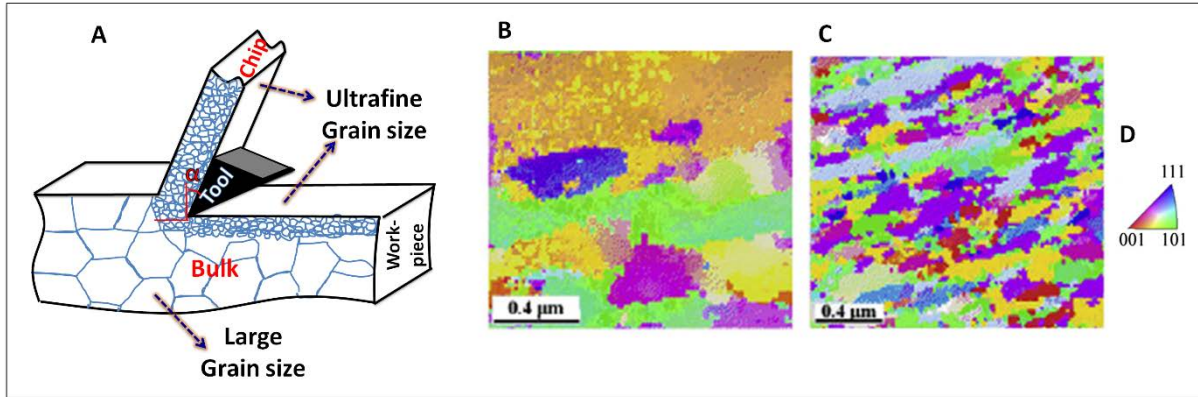 A
Chip
Ultrafine
Grain size
α
Tool
Work-
piece
Bulk
Large
Grain size
B
0.4 μm
C
0.4 μm
D
111
001
101